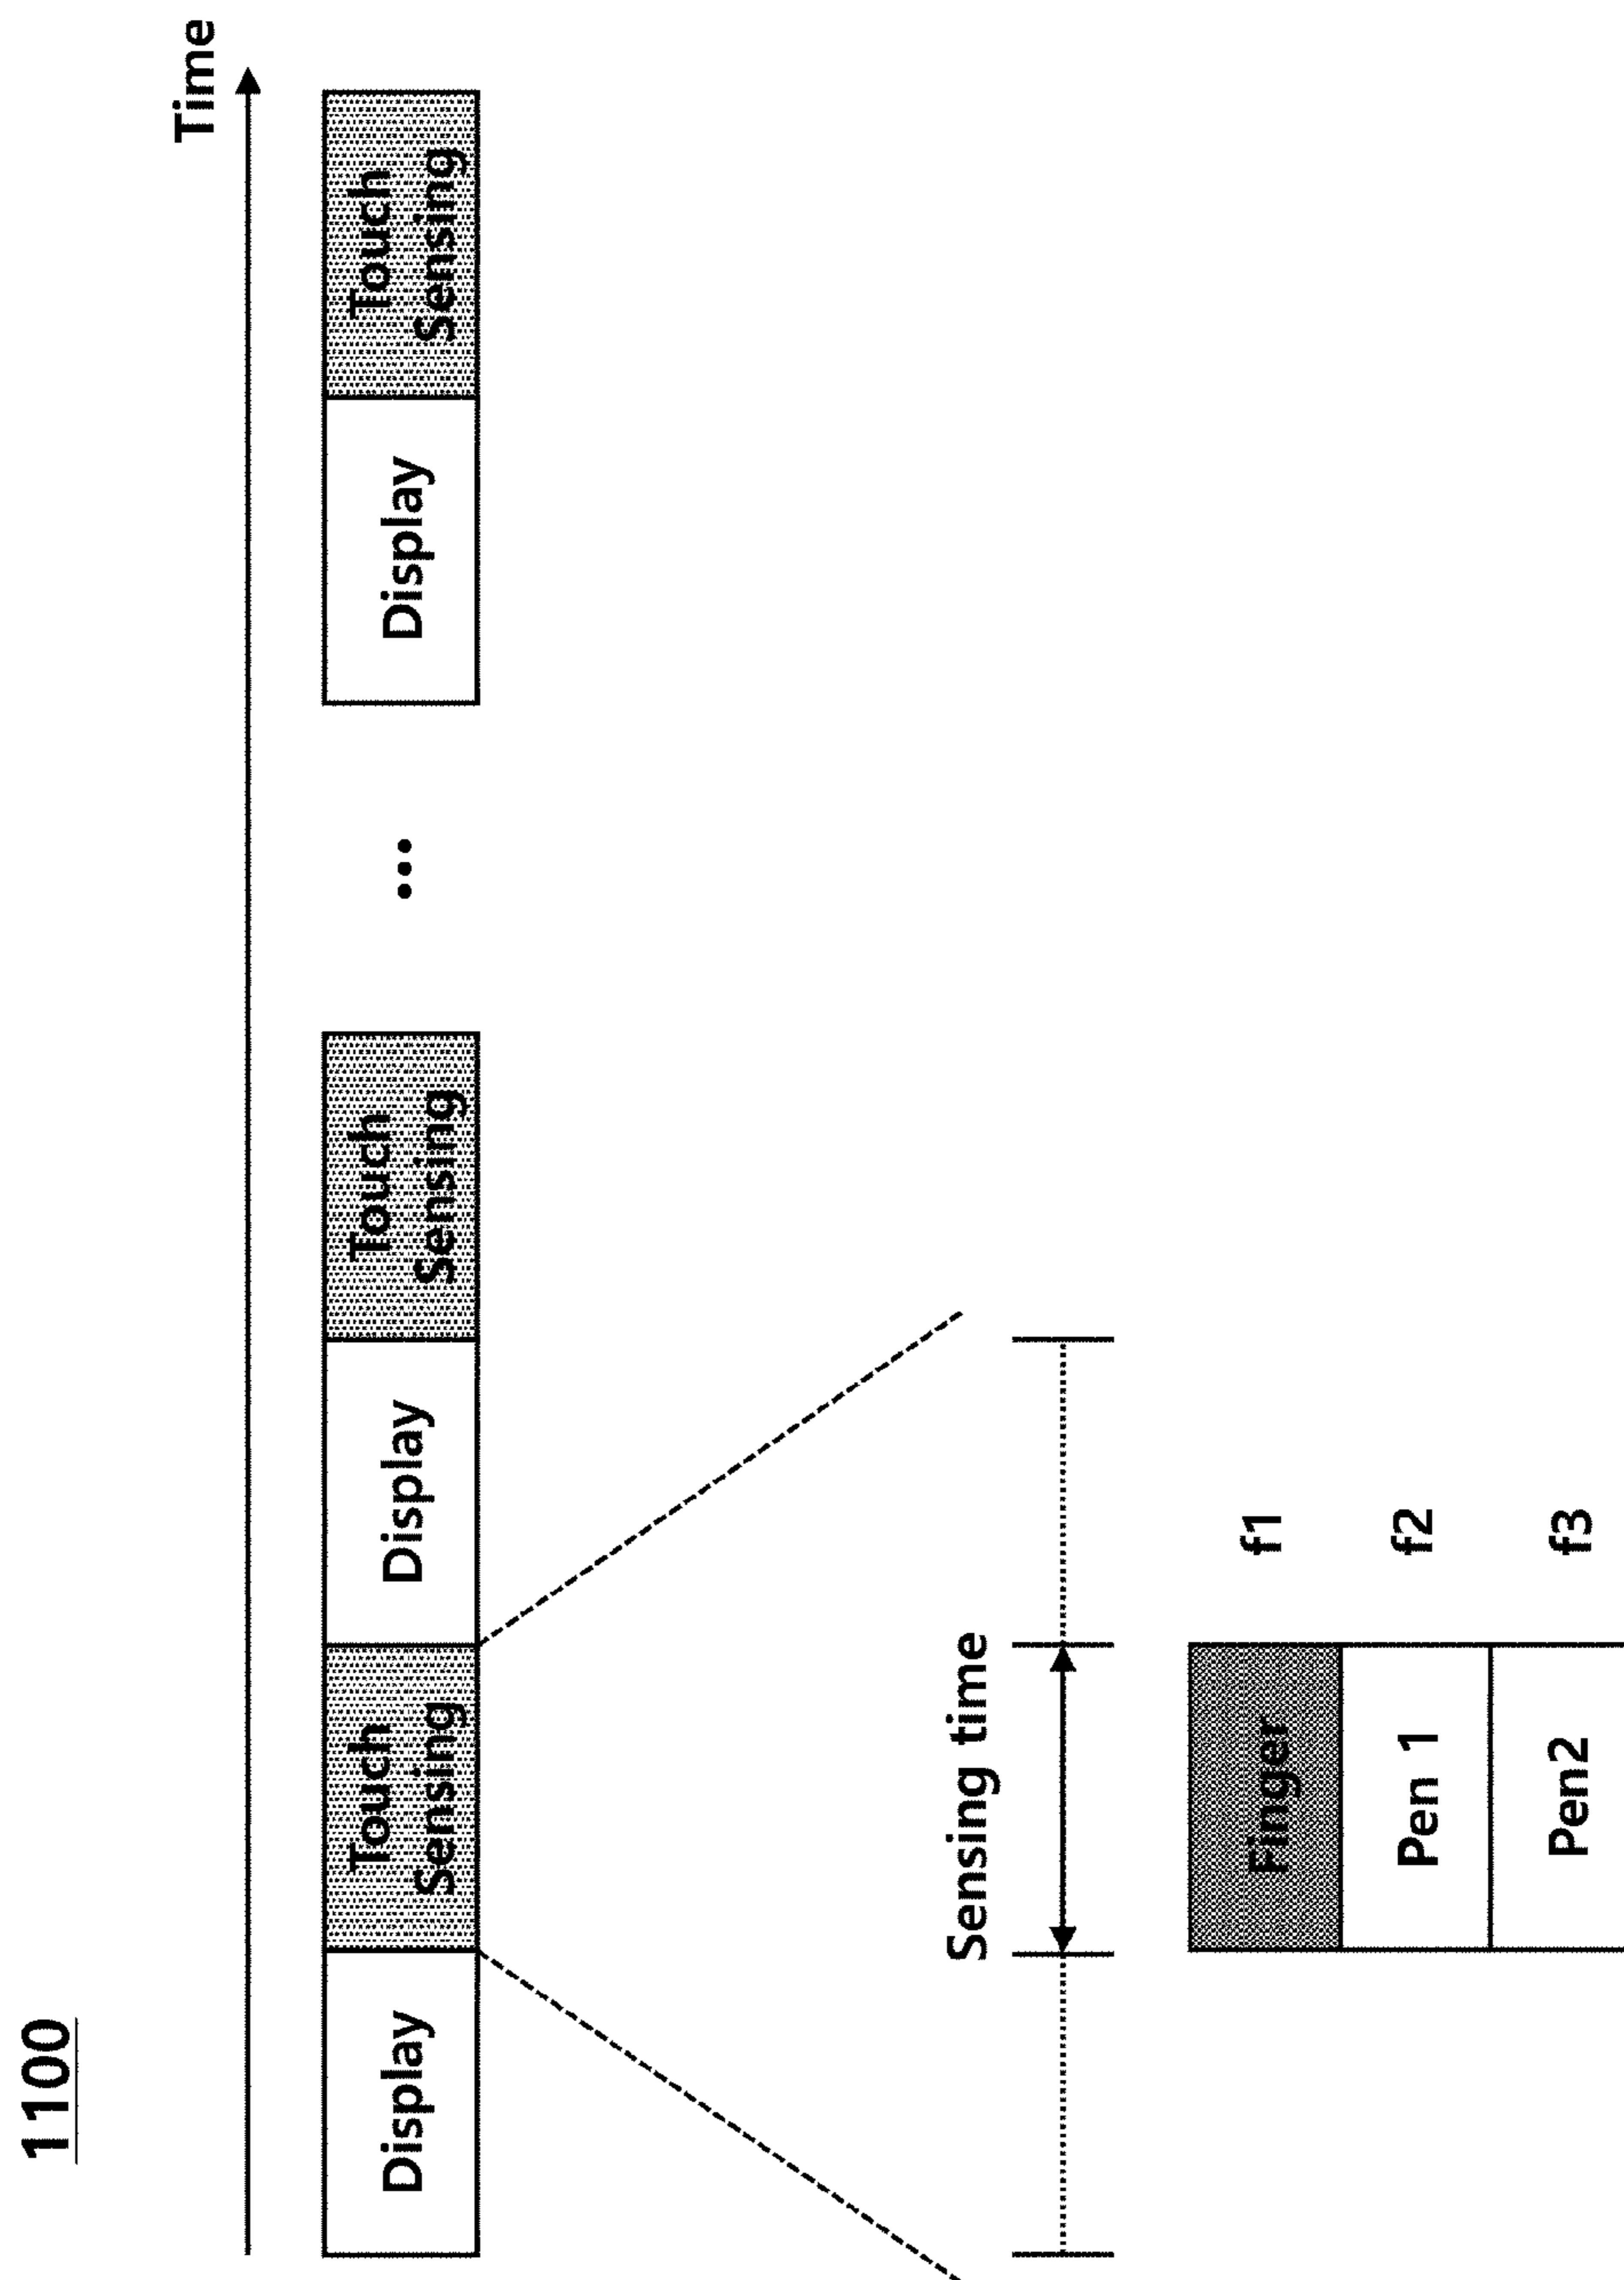 1100
Time
Display
Touch
Sensing
Display
Touch
Sensing
...
Display
Touch
Sensing
Sensing time
Finger
f1
Pen 1
f2
Pen2
f3